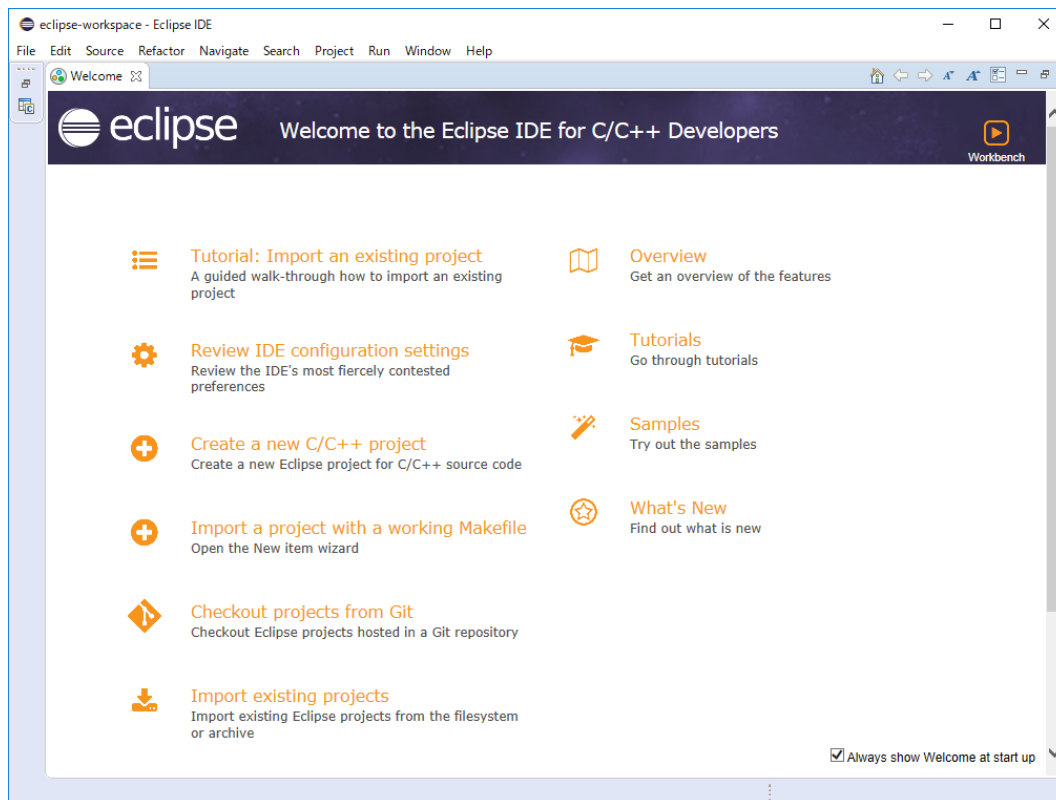 eclipse-workspace - Eclipse IDE
File Edit Source Refactor Navigate Search Project Run Window Help
Welcome
eclipse
Welcome to the Eclipse IDE for C/C++ Developers
Workbench
Tutorial: Import an existing project
A guided walk-through how to import an existing
project
Review IDE configuration settings
Review the IDE's most fiercely contested
preferences
Create a new C/C++ project
Create a new Eclipse project for C/C++ source code
Import a project with a working Makefile
Open the New item wizard
Checkout projects from Git
Checkout Eclipse projects hosted in a Git repository
Import existing projects
Import existing Eclipse projects from the filesystem
or archive
Overview
Get an overview of the features
Tutorials
Go through tutorials
Samples
Try out the samples
What's New
Find out what is new
Always show Welcome at start up